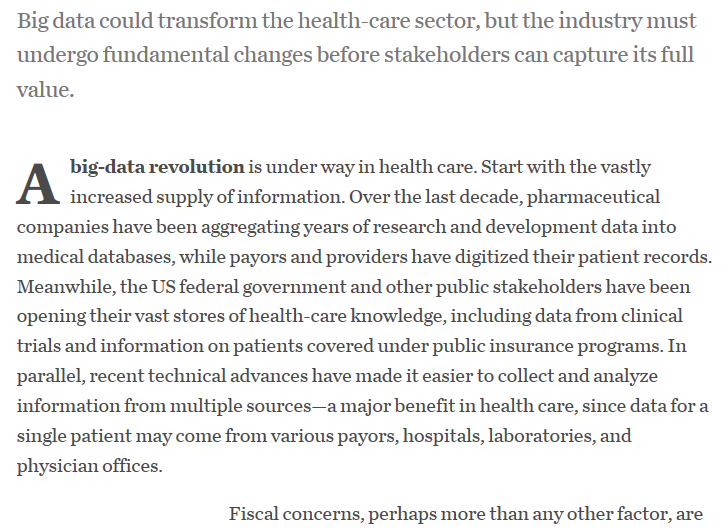 Big data could transform the health-care sector, but the industry must
undergo fundamental changes before stakeholders can capture its full
value.
A big-data revolution is under way in health care. Start with the vastly
increased supply of information. Over the last decade, pharmaceutical
companies have been aggregating years of research and development data into
medical databases, while payors and providers have digitized their patient records.
Meanwhile, the US federal government and other public stakeholders have been
opening their vast stores of health-care knowledge, including data from clinical
trials and information on patients covered under public insurance programs. In
parallel, recent technical advances have made it easier to collect and analyze
information from multiple sources—a major benefit in health care, since data for a
single patient may come from various payors, hospitals, laboratories, and
physician offices.
Fiscal concerns, perhaps more than any other factor, are